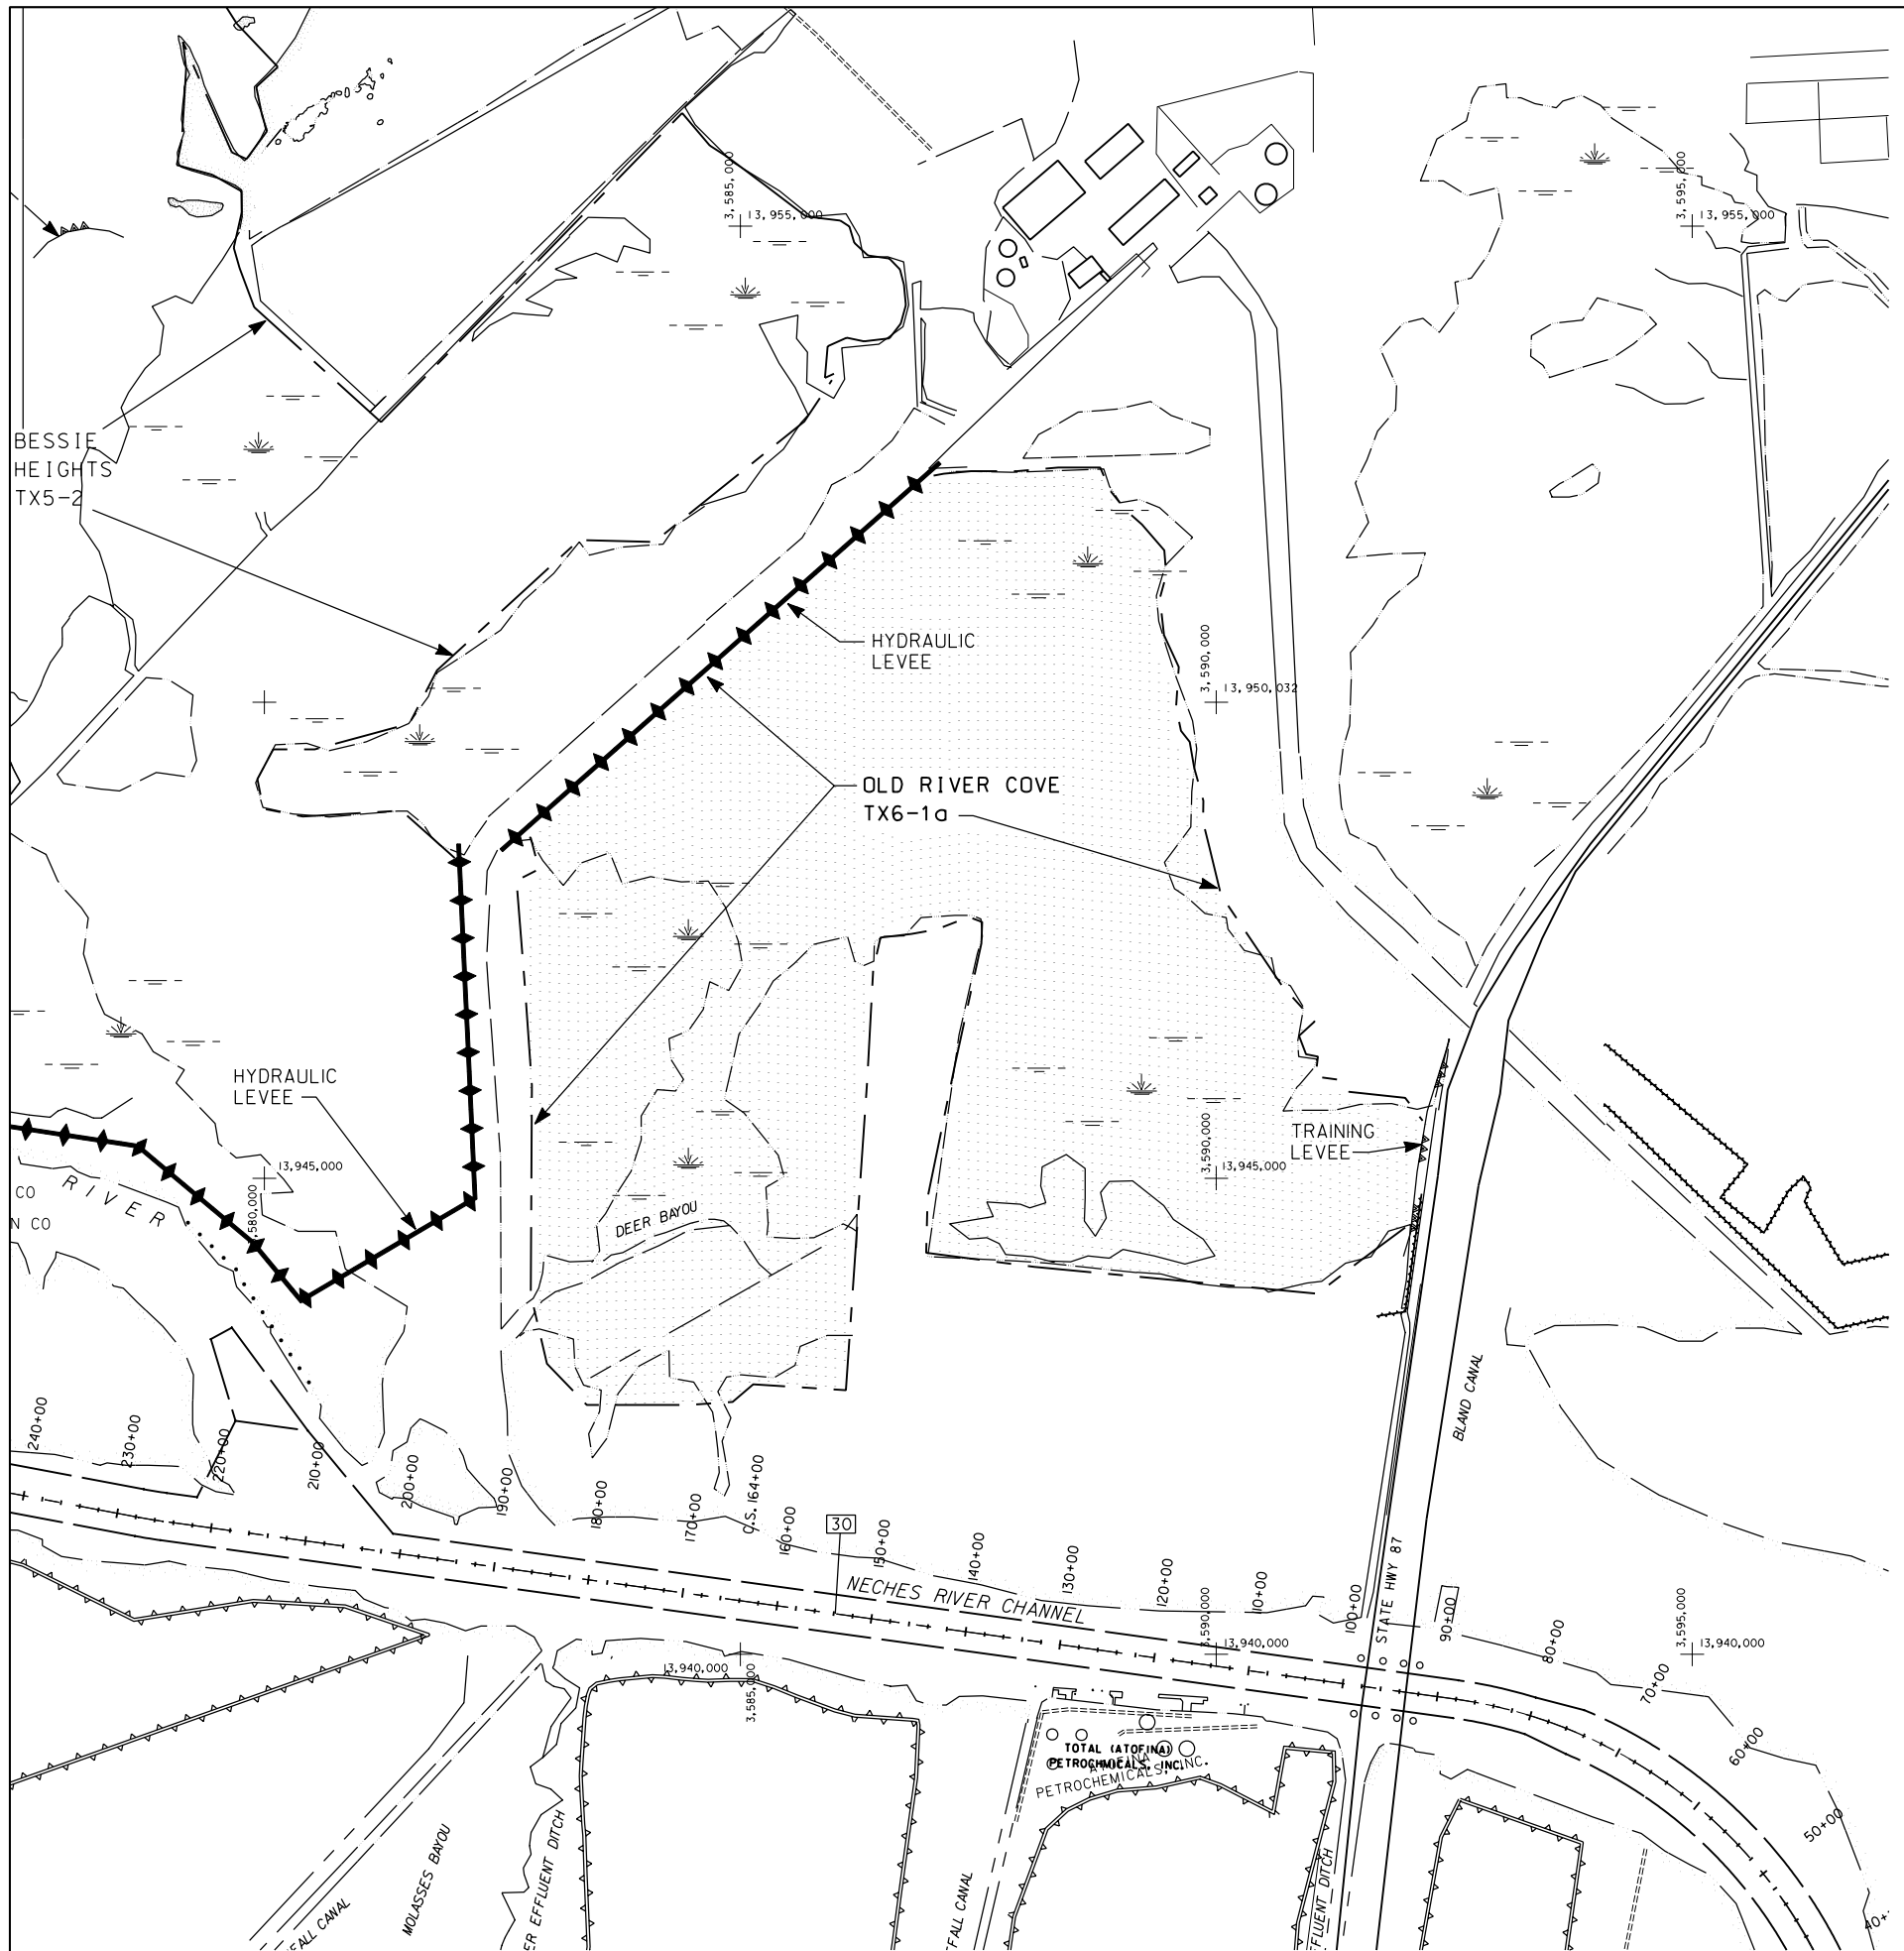 3,585,000
13,955,000
3,595,000
13,955,000
BESSIE
HEIGHTS
TX5-2
HYDRAULIC
LEVEE
3,590,000
13,950,032
OLD RIVER COVE
TX6-1a
HYDRAULIC
LEVEE
TRAINING
LEVEE
3,590,000
13,945,000
13,945,000
580,000
CO
N CO
RIVER
DEER BAYOU
BLAND CANAL
240+00
230+00
220+00
210+00
200+00
190+00
180+00
170+00
C.S. 164+00
160+00
30
150+00
140+00
130+00
120+00
110+00
100+00
STATE HWY 87
90+00
80+00
70+00
60+00
50+00
40+
NECHES RIVER CHANNEL
3,590,000
13,940,000
3,595,000
13,940,000
13,940,000
3,585,000
TOTAL (ATOFINA)
PETROCHEMICALS, INC.
ATOFINA
PETROCHEMICALS, INC.
MOLASSES BAYOU
FALL CANAL
ER EFFLUENT DITCH
FALL CANAL
FFLUENT DITCH